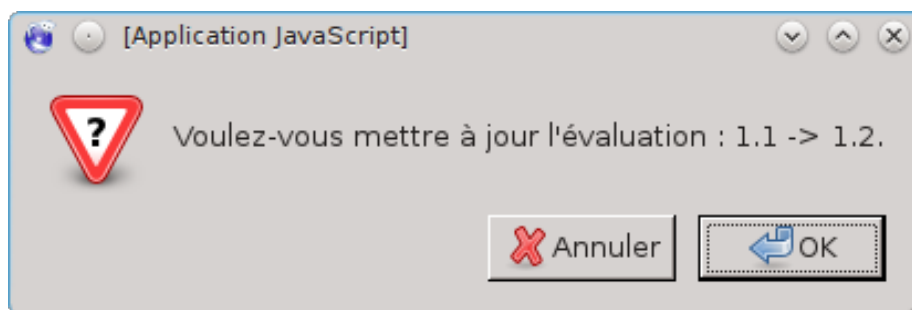 [Application JavaScript]
?
Voulez-vous mettre à jour l'évaluation : 1.1 -> 1.2.
Annuler OK